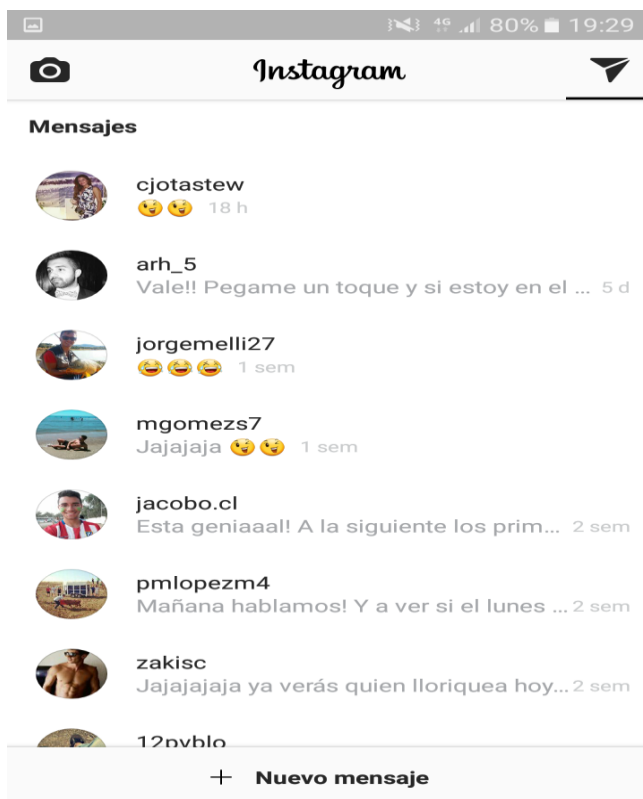 4G 80% 19:29
Instagram
Mensajes
cjotastew
😜😜 18 h
arh_5
Vale!! Pegame un toque y si estoy en el ... 5 d
jorgemelli27
😂😂😂 1 sem
mgomezs7
Jajajaja 😜😜 1 sem
jacobo.cl
Esta geniaaal! A la siguiente los prim... 2 sem
pmlopezm4
Mañana hablamos! Y a ver si el lunes ... 2 sem
zakisc
Jajajajaja ya verás quien lloriquea hoy... 2 sem
12pvblo
+ Nuevo mensaje